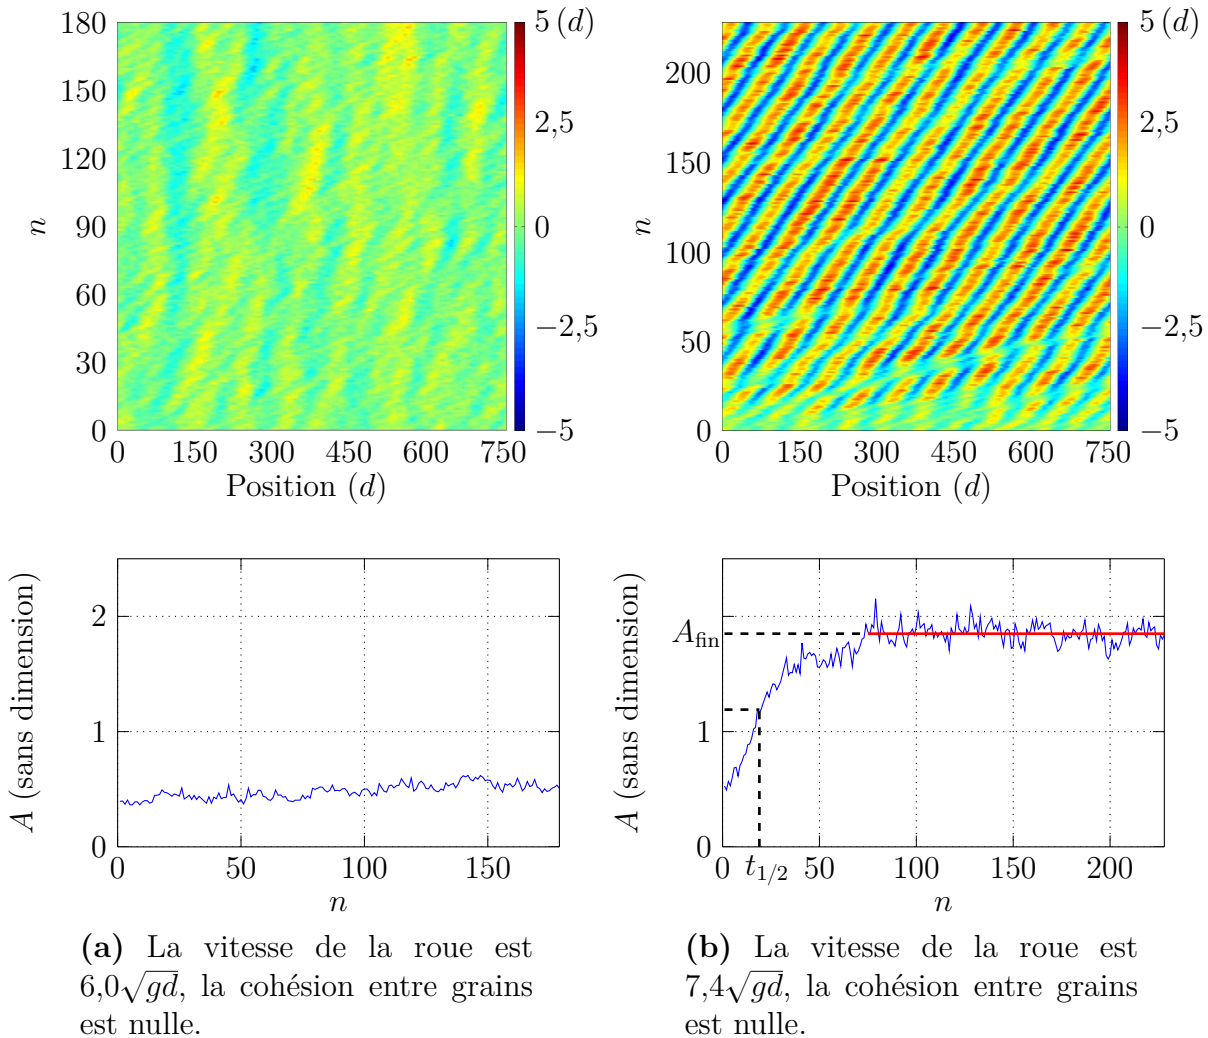 180
150
120
90
60
30
0
n
0 150 300 450 600 750
Position (d)
5 (d)
2,5
0
−2,5
−5
200
150
100
50
0
n
0 150 300 450 600 750
Position (d)
5 (d)
2,5
0
−2,5
−5
A (sans dimension)
2
1
0
0 50 100 150
n
A (sans dimension)
2
A_fin
1
0
0 t_{1/2} 50 100 150 200
n
(a) La vitesse de la roue est
6,0√gd, la cohésion entre grains
est nulle.
(b) La vitesse de la roue est
7,4√gd, la cohésion entre grains
est nulle.